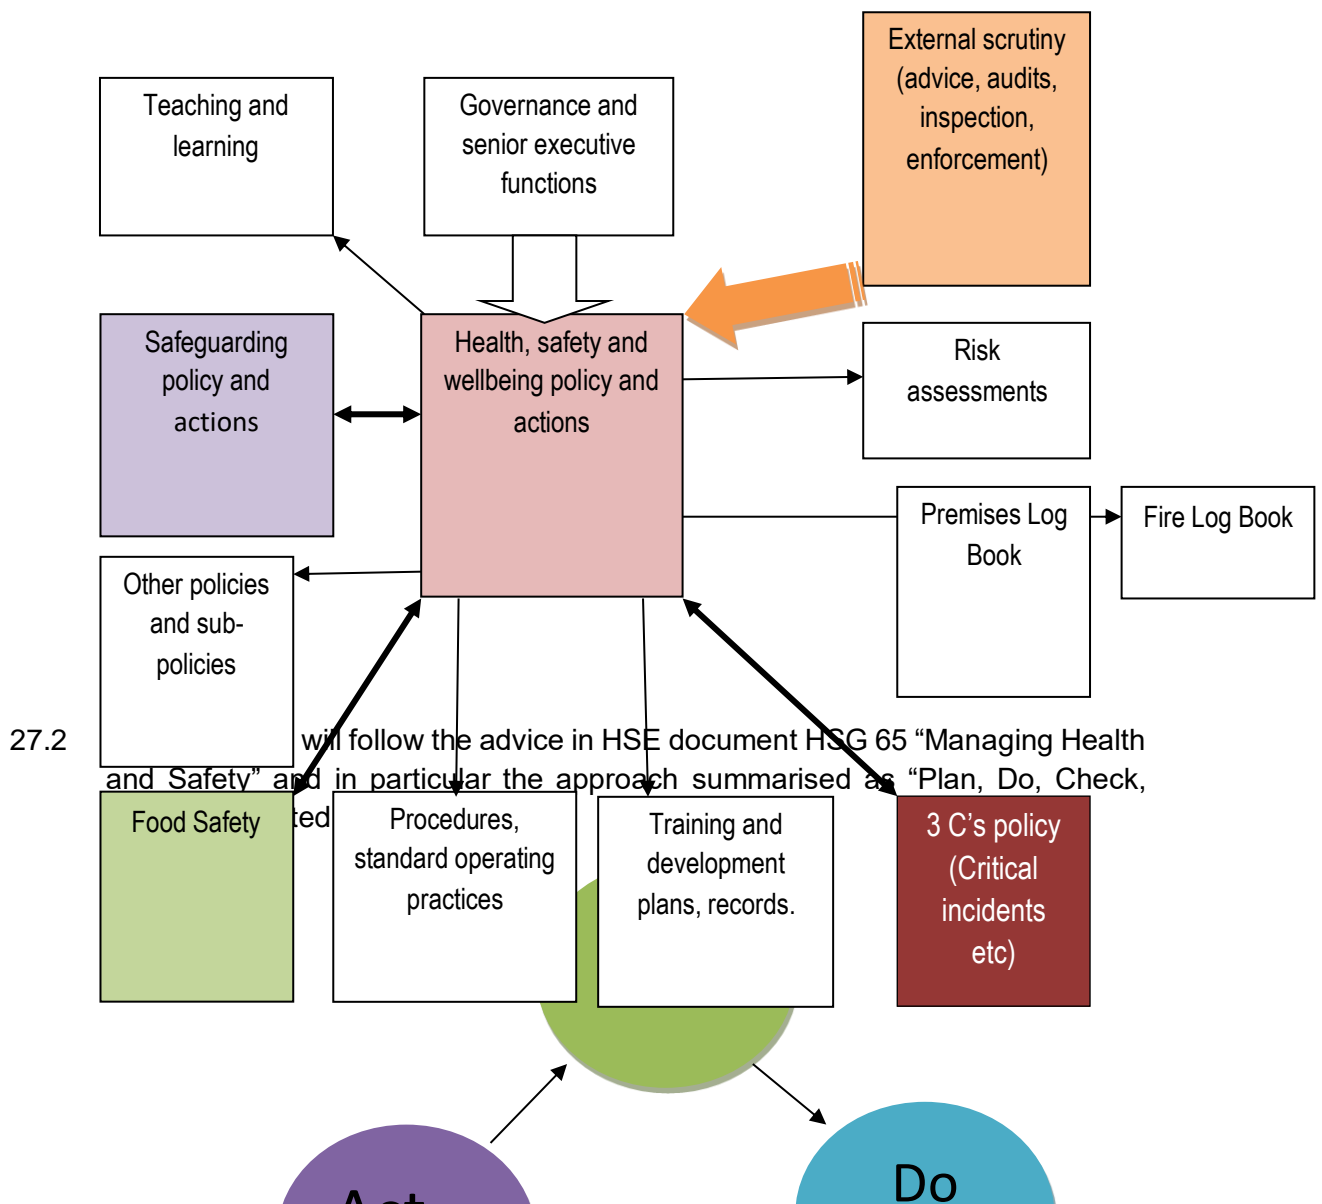 External scrutiny
(advice, audits,
inspection,
enforcement)
Teaching and
learning
Governance and
senior executive
functions
Safeguarding
policy and
actions
Health, safety and
wellbeing policy and
actions
Risk
assessments
Premises Log
Book
Fire Log Book
Other policies
and sub-
policies
27.2 will follow the advice in HSE document HSG 65 “Managing Health
and Safety” and in particular the approach summarised as “Plan, Do, Check,
Food Safety
Procedures,
standard operating
practices
Training and
development
plans, records.
3 C's policy
(Critical
incidents
etc)
Do
Act